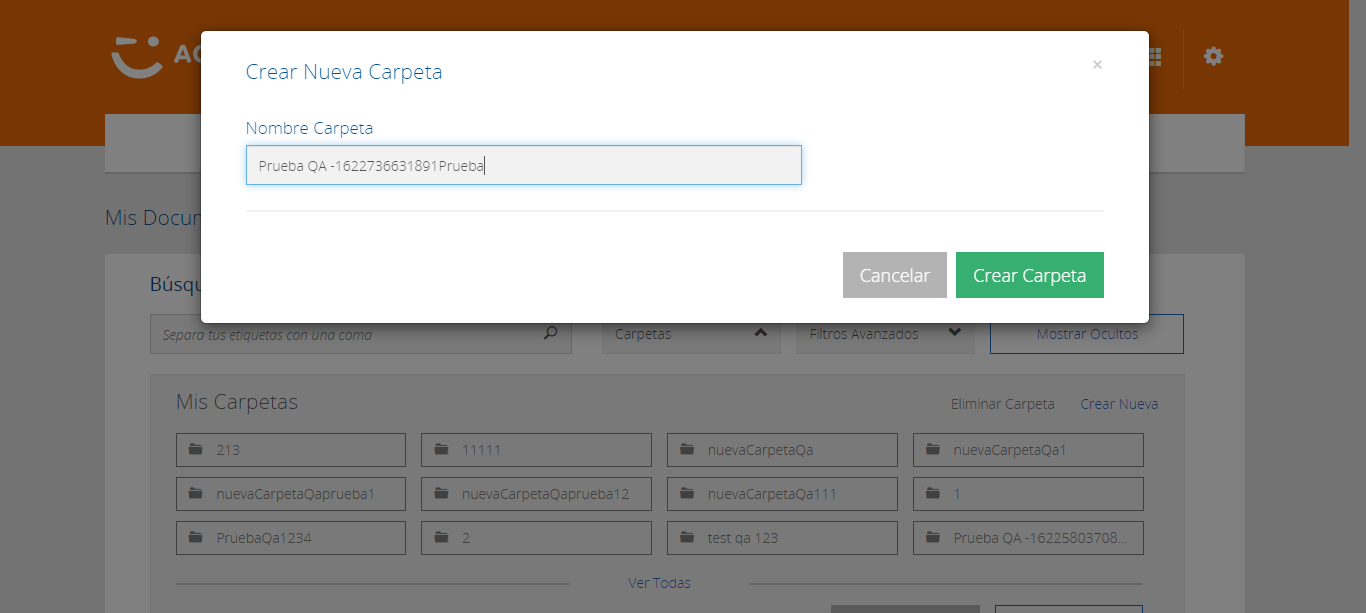 AC
Crear Nueva Carpeta
×
Nombre Carpeta
Prueba QA -1622736631891Prueba
Cancelar
Crear Carpeta
Mis Docum
Búsqu
Separa tus etiquetas con una coma
Carpetas
Filtros Avanzados
Mostrar Ocultos
Mis Carpetas
Eliminar Carpeta
Crear Nueva
213
11111
nuevaCarpetaQa
nuevaCarpetaQa1
nuevaCarpetaQaprueba1
nuevaCarpetaQaprueba12
nuevaCarpetaQa111
1
PruebaQa1234
2
test qa 123
Prueba QA -16225803708...
Ver Todas